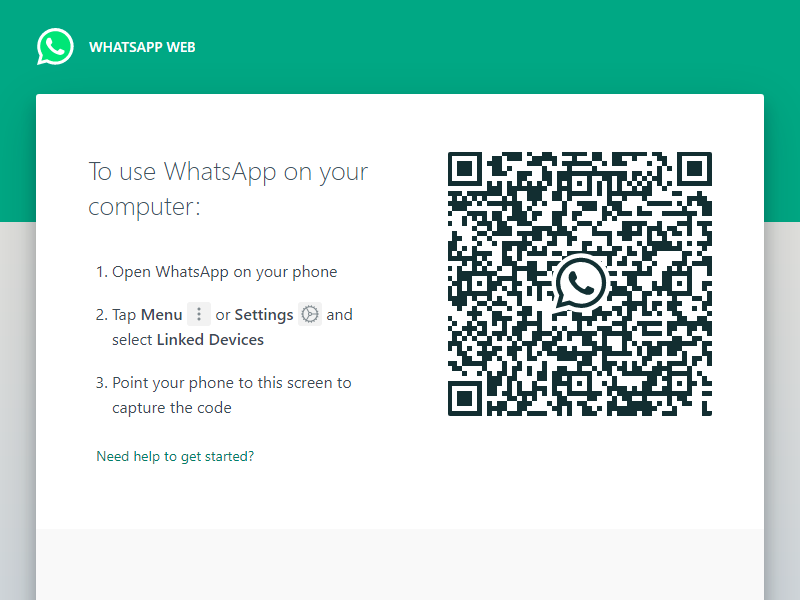 WHATSAPP WEB
To use WhatsApp on your
computer:
1. Open WhatsApp on your phone
2. Tap Menu or Settings and
select Linked Devices
3. Point your phone to this screen to
capture the code
Need help to get started?